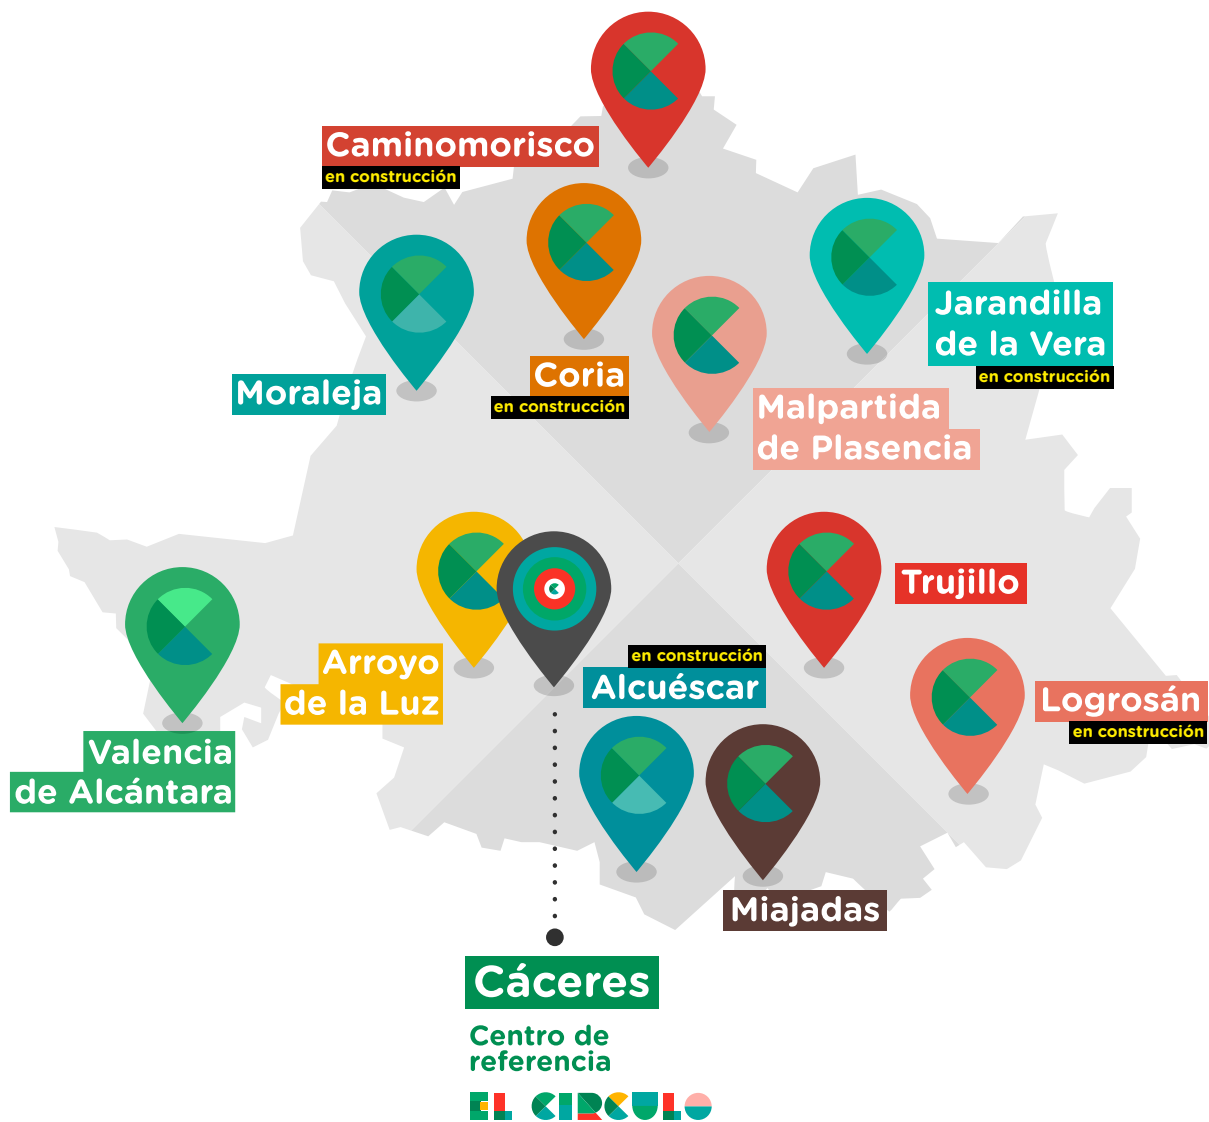 Caminomorisco
en construcción
Jarandilla
de la Vera
en construcción
Moraleja
Coria
en construcción
Malpartida
de Plasencia
Trujillo
Arroyo
de la Luz
en construcción
Alcuéscar
Logrosán
en construcción
Valencia
de Alcántara
Miajadas
Cáceres
Centro de
referencia
EL CIRCULO